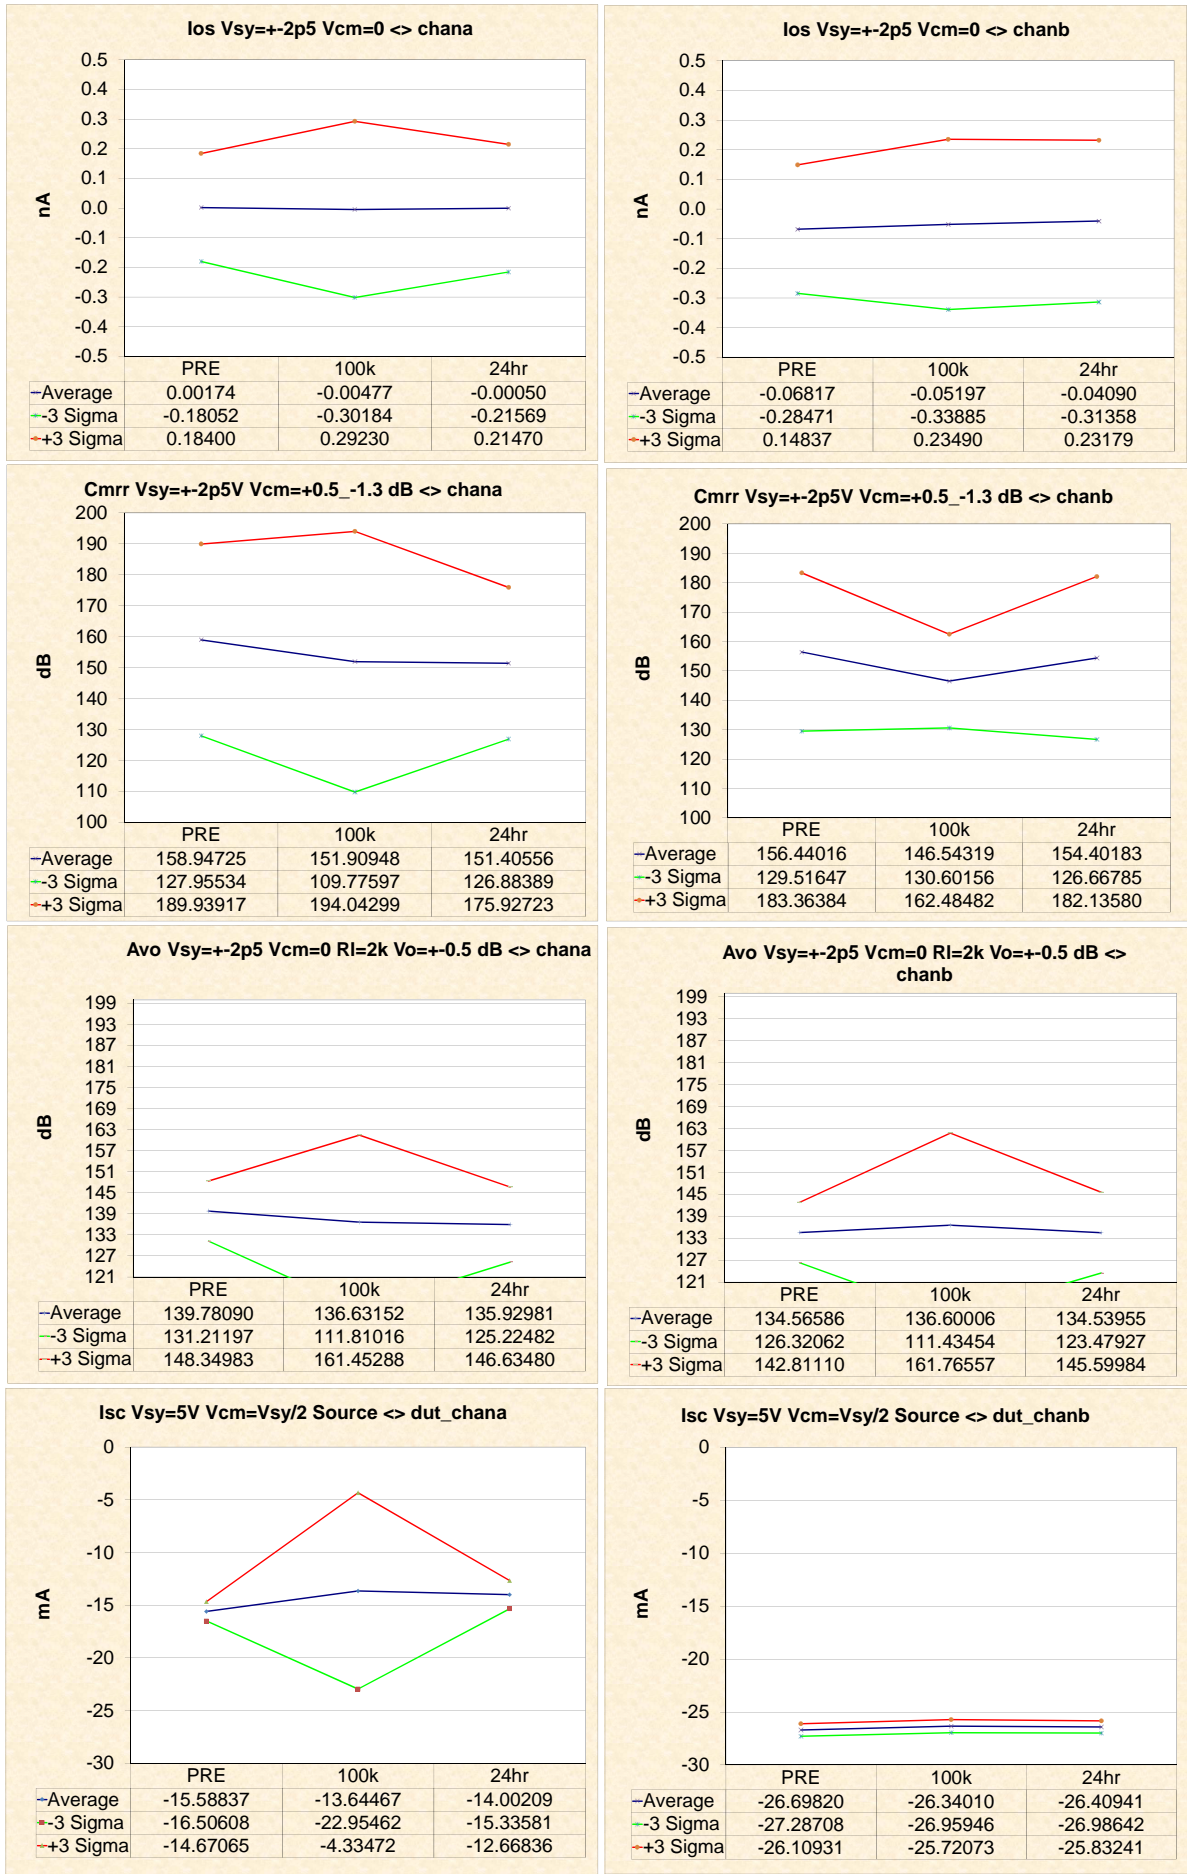 Ios Vsy=+-2p5 Vcm=0 <> chana
0.5
0.4
0.3
0.2
0.1
0.0
-0.1
-0.2
-0.3
-0.4
-0.5
nA
PRE 100k 24hr
Average 0.00174 -0.00477 -0.00050
-3 Sigma -0.18052 -0.30184 -0.21569
+3 Sigma 0.18400 0.29230 0.21470
Ios Vsy=+-2p5 Vcm=0 <> chanb
0.5
0.4
0.3
0.2
0.1
0.0
-0.1
-0.2
-0.3
-0.4
-0.5
nA
PRE 100k 24hr
Average -0.06817 -0.05197 -0.04090
-3 Sigma -0.28471 -0.33885 -0.31358
+3 Sigma 0.14837 0.23490 0.23179
Cmrr Vsy=+-2p5V Vcm=+0.5_-1.3 dB <> chana
200
190
180
170
160
150
140
130
120
110
100
dB
PRE 100k 24hr
Average 158.94725 151.90948 151.40556
-3 Sigma 127.95534 109.77597 126.88389
+3 Sigma 189.93917 194.04299 175.92723
Cmrr Vsy=+-2p5V Vcm=+0.5_-1.3 dB <> chanb
200
190
180
170
160
150
140
130
120
110
100
dB
PRE 100k 24hr
Average 156.44016 146.54319 154.40183
-3 Sigma 129.51647 130.60156 126.66785
+3 Sigma 183.36384 162.48482 182.13580
Avo Vsy=+-2p5 Vcm=0 Rl=2k Vo=+-0.5 dB <> chana
199
193
187
181
175
169
163
157
151
145
139
133
127
121
dB
PRE 100k 24hr
Average 139.78090 136.63152 135.92981
-3 Sigma 131.21197 111.81016 125.22482
+3 Sigma 148.34983 161.45288 146.63480
Avo Vsy=+-2p5 Vcm=0 Rl=2k Vo=+-0.5 dB <>
chanb
199
193
187
181
175
169
163
157
151
145
139
133
127
121
dB
PRE 100k 24hr
Average 134.56586 136.60006 134.53955
-3 Sigma 126.32062 111.43454 123.47927
+3 Sigma 142.81110 161.76557 145.59984
Isc Vsy=5V Vcm=Vsy/2 Source <> dut_chana
0
-5
-10
-15
-20
-25
-30
mA
PRE 100k 24hr
Average -15.58837 -13.64467 -14.00209
-3 Sigma -16.50608 -22.95462 -15.33581
+3 Sigma -14.67065 -4.33472 -12.66836
Isc Vsy=5V Vcm=Vsy/2 Source <> dut_chanb
0
-5
-10
-15
-20
-25
-30
mA
PRE 100k 24hr
Average -26.69820 -26.34010 -26.40941
-3 Sigma -27.28708 -26.95946 -26.98642
+3 Sigma -26.10931 -25.72073 -25.83241